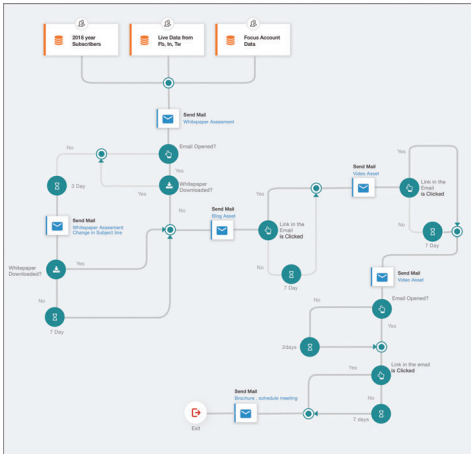 2018 year
Subscribers
Live Data from
Fb, In, Tw
Focus Account
Data
Send Mail
Whitepaper Assesment
Email Opened?
No
Yes
3 Day
Whitepaper
Downloaded?
Yes
No
Send Mail
Whitepaper Assesment
Change in Subject line
Whitepaper
Downloaded?
Yes
No
7 Day
Send Mail
Blog Asset
Yes
Link in the
Email
is Clicked
No
7 Day
Send Mail
Video Asset
Yes
Link in the
Email
is Clicked
No
7 Day
Send Mail
Video Asset
Email Opened?
No
Yes
3days
Link in the email
is Clicked
Yes
No
7 days
Send Mail
Brochure , schedule meeting
Exit